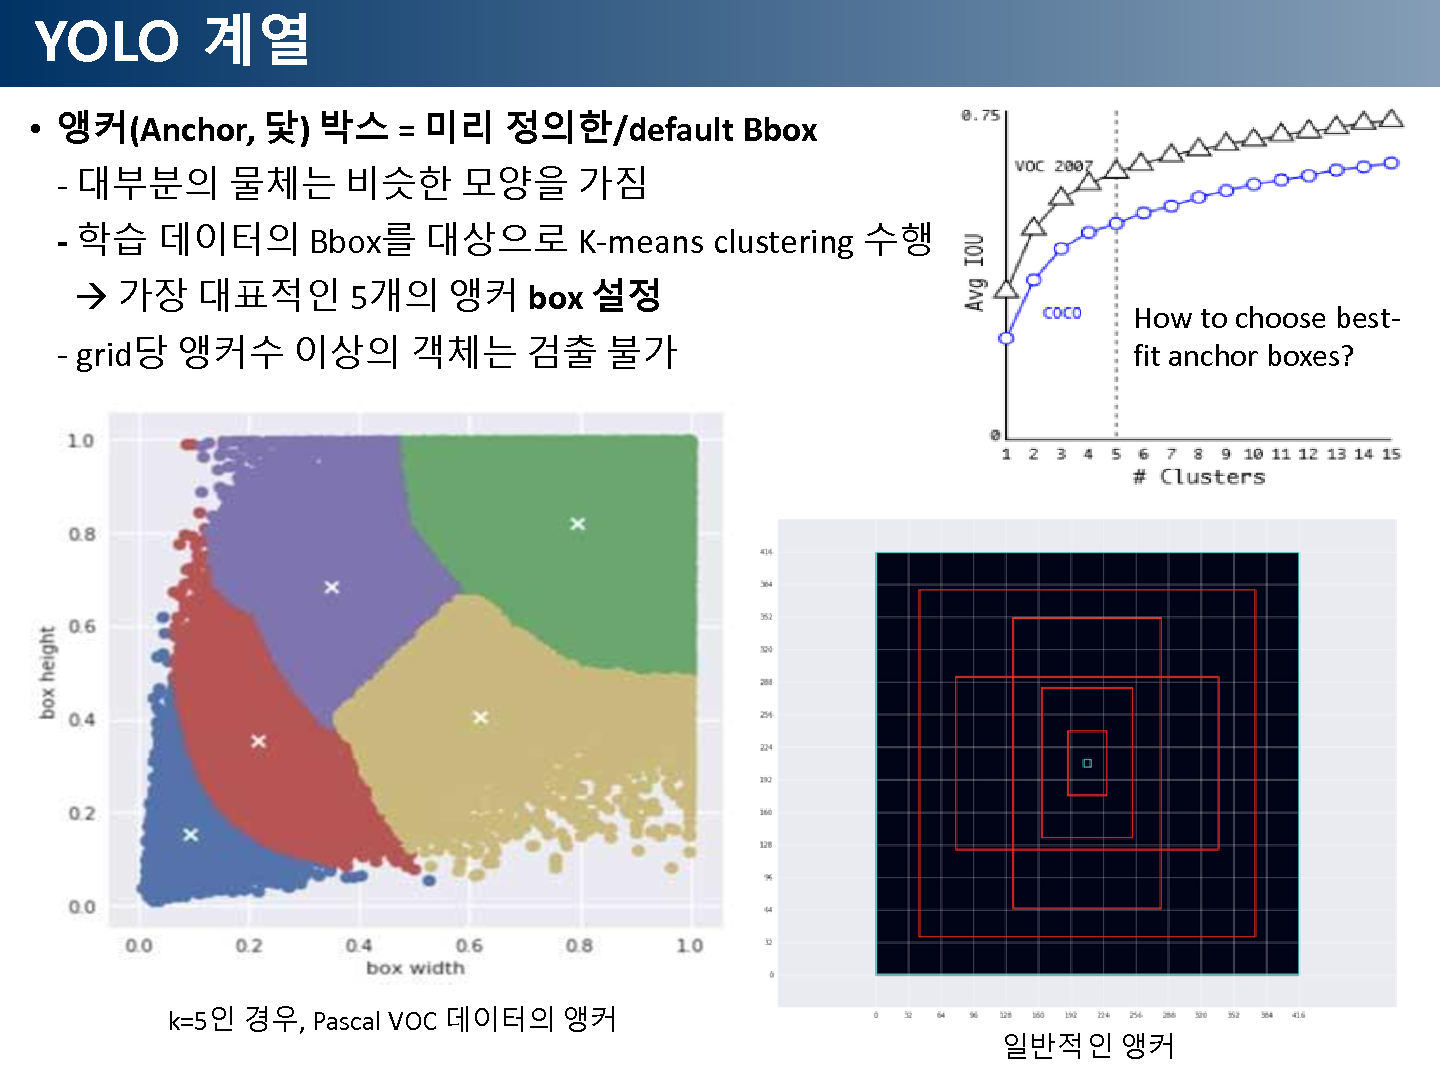 YOLO 계열
• 앵커(Anchor, 닻) 박스 = 미리 정의한/default Bbox
- 대부분의 물체는 비슷한 모양을 가짐
- 학습 데이터의 Bbox를 대상으로 K-means clustering 수행
→ 가장 대표적인 5개의 앵커 box 설정
- grid당 앵커수 이상의 객체는 검출 불가
0.75
VOC 2007
Avg IOU
COCO
How to choose best-
fit anchor boxes?
0
1 2 3 4 5 6 7 8 9 10 11 12 13 14 15
# Clusters
1.0
0.8
0.6
0.4
0.2
0.0
box height
0.0 0.2 0.4 0.6 0.8 1.0
box width
k=5인 경우, Pascal VOC 데이터의 앵커
416
384
352
320
288
256
224
192
160
128
96
64
32
0
0 32 64 96 128 160 192 224 256 288 320 352 384 416
일반적인 앵커